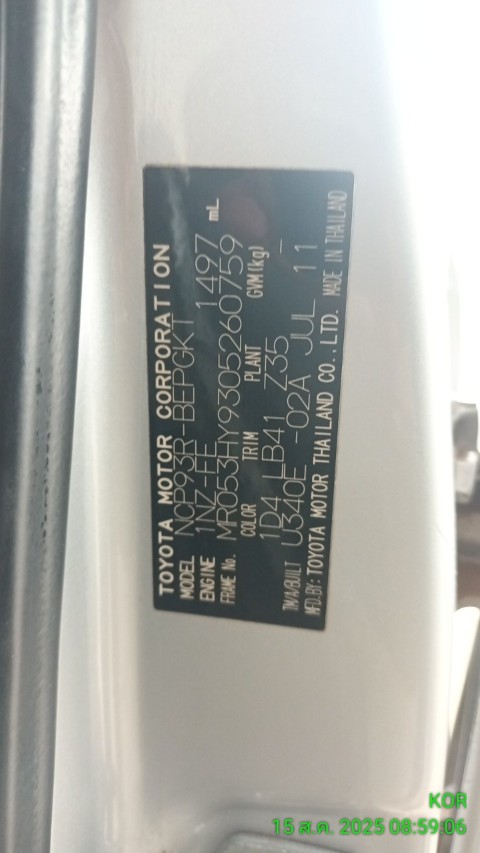 TOYOTA MOTOR CORPORATION
MODEL NCP93R-BEPGKT 1497 mL
ENGINE 1NZ-FE
FRAME No. MR053HY9305260759
COLOR TRIM PLANT GVM(kg)
1D4 LB41 Z35 -
TM/A/BUILT U340E -02A JUL 11
MFD.BY: TOYOTA MOTOR THAILAND CO., LTD. MADE IN THAILAND
KOR
15 ส.ค. 2025 08:59:06